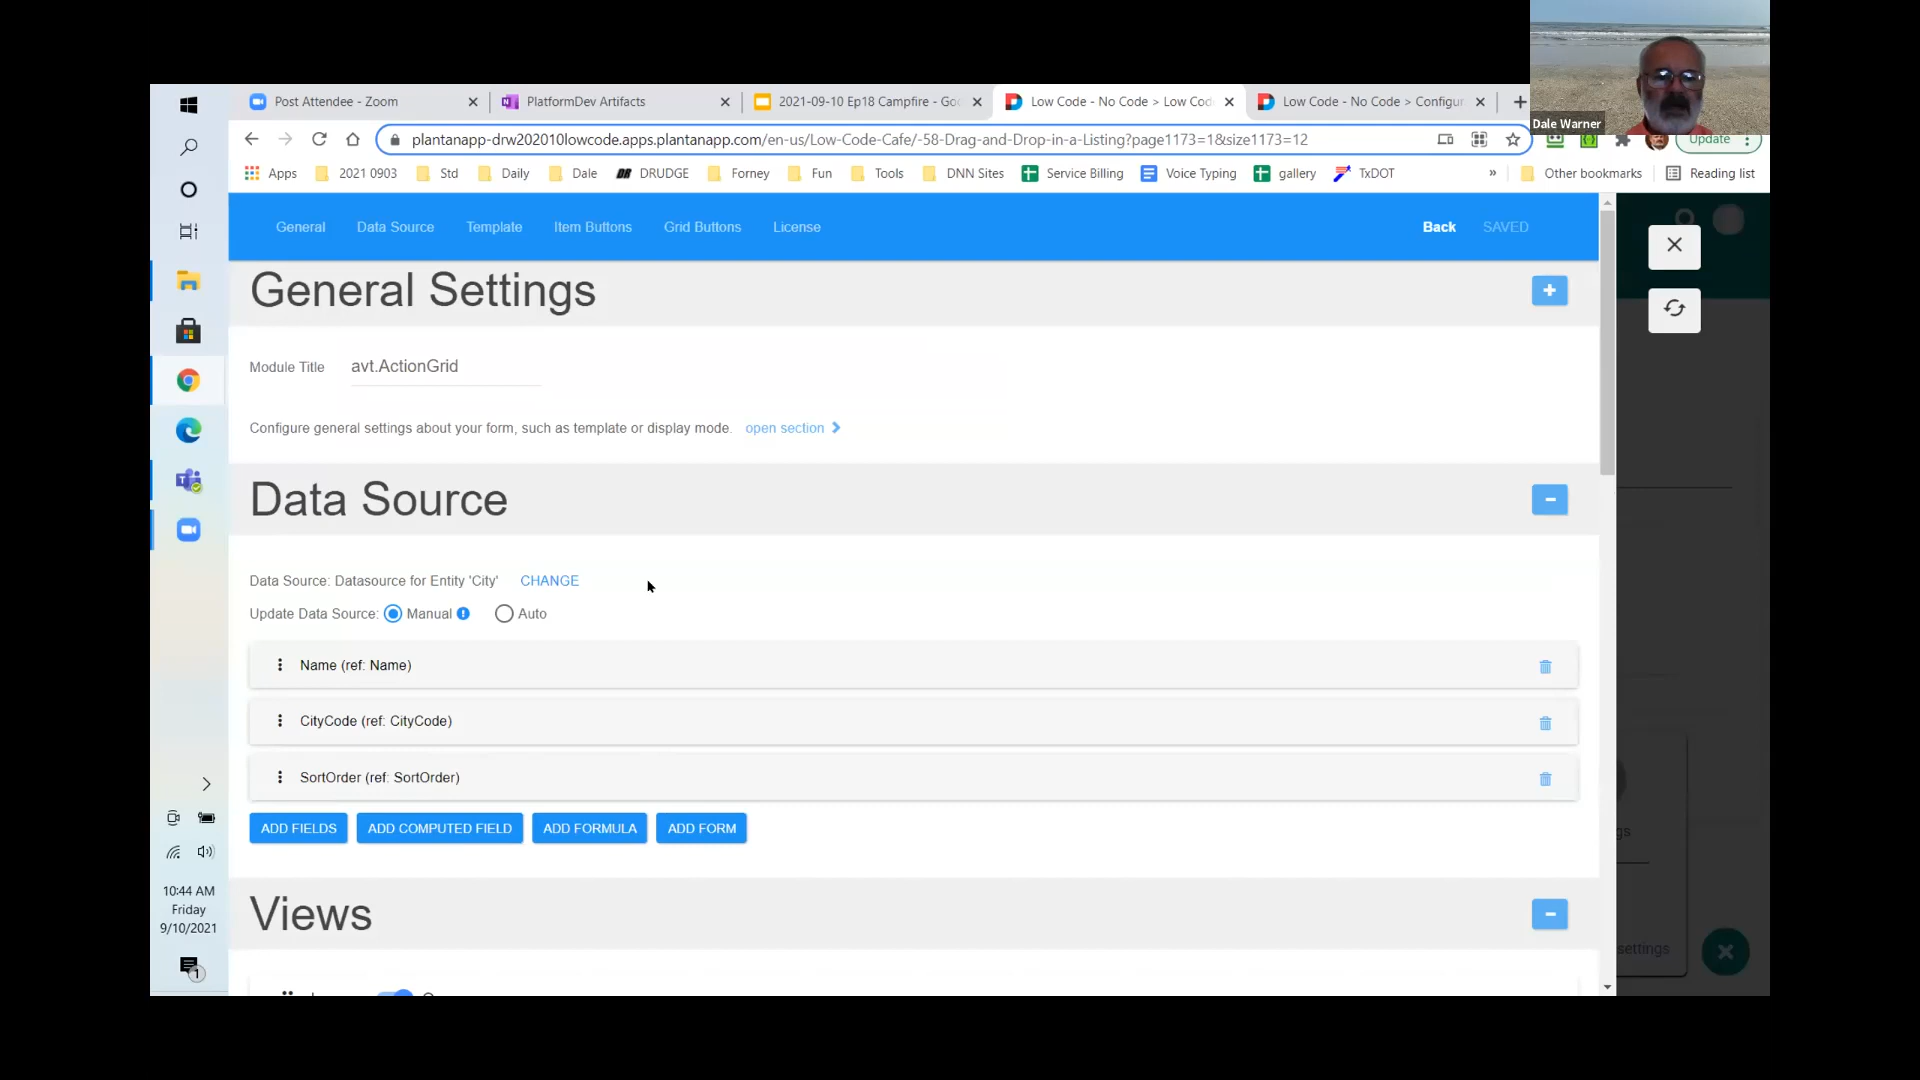 Dale Warner
Post Attendee - Zoom
PlatformDev Artifacts
2021-09-10 Ep18 Campfire - Goo
Low Code - No Code > Low Cod
Low Code - No Code > Configur
plantanapp-drw202010lowcode.apps.plantanapp.com/en-us/Low-Code-Cafe/-58-Drag-and-Drop-in-a-Listing?page1173=1&size1173=12
Update
Apps
2021 0903
Std
Daily
Dale
DRUDGE
Forney
Fun
Tools
DNN Sites
Service Billing
Voice Typing
gallery
TxDOT
»
Other bookmarks
Reading list
General
Data Source
Template
Item Buttons
Grid Buttons
License
Back
SAVED
General Settings
Module Title
avt.ActionGrid
Configure general settings about your form, such as template or display mode. open section
Data Source
Data Source: Datasource for Entity 'City' CHANGE
Update Data Source: Manual Auto
Name (ref: Name)
CityCode (ref: CityCode)
SortOrder (ref: SortOrder)
ADD FIELDS
ADD COMPUTED FIELD
ADD FORMULA
ADD FORM
Views
settings
10:44 AM
Friday
9/10/2021
1